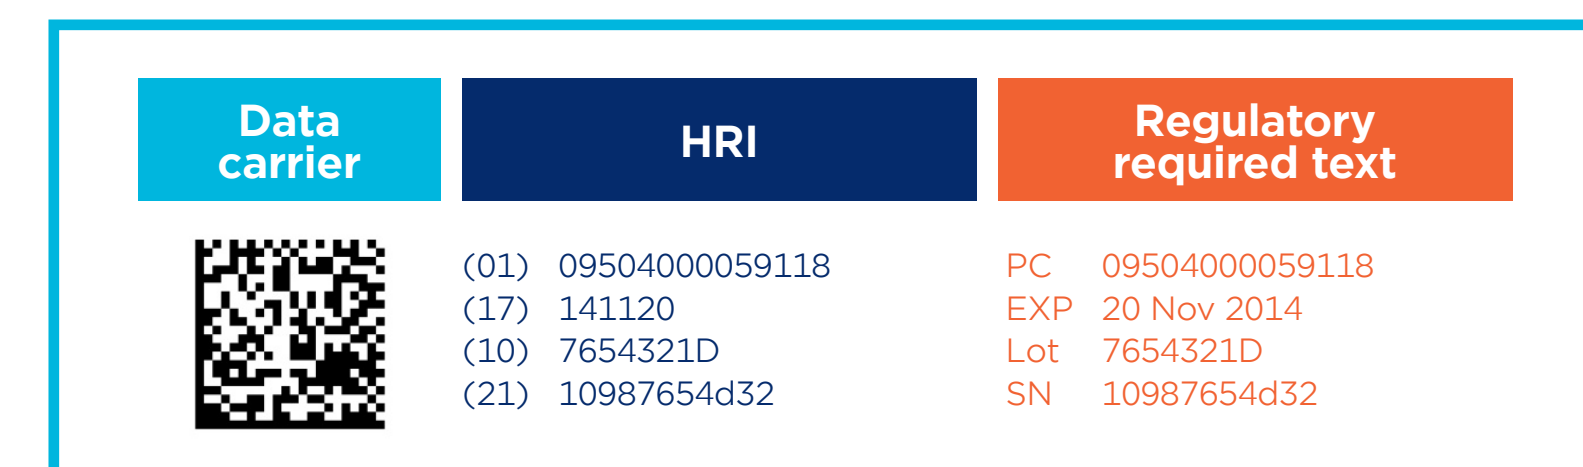 Data
carrier
HRI
Regulatory
required text
(01) 09504000059118
(17) 141120
(10) 7654321D
(21) 10987654d32
PC 09504000059118
EXP 20 Nov 2014
Lot 7654321D
SN 10987654d32